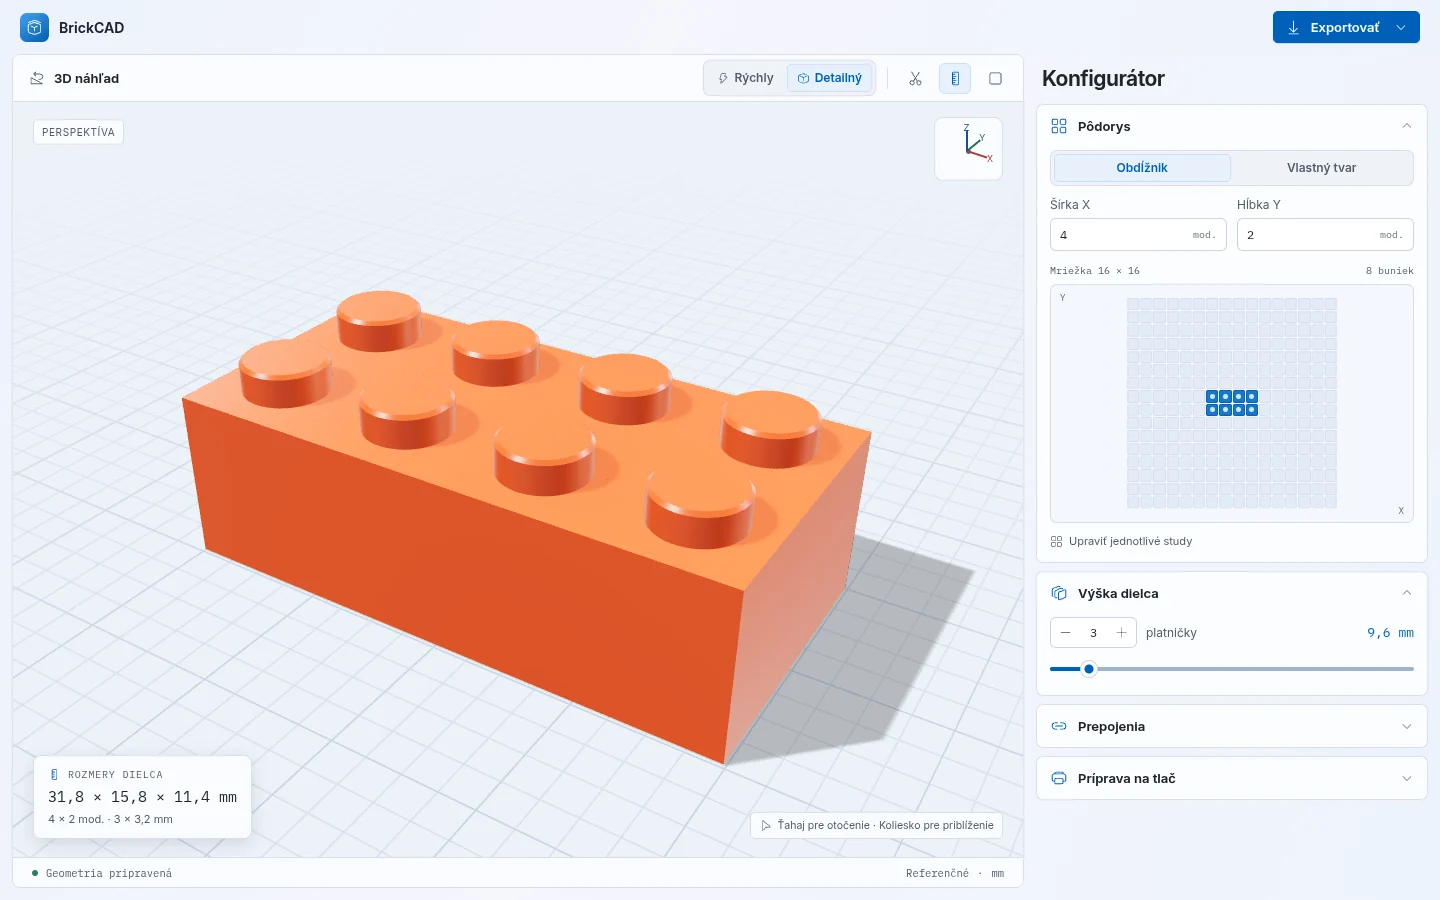 BrickCAD
Exportovať
3D náhľad
Rýchly
Detailný
PERSPEKTÍVA
Z
Y
X
Konfigurátor
Pôdorys
Obdĺžnik
Vlastný tvar
Šírka X
Hĺbka Y
4 mod.
2 mod.
Mriežka 16 × 16
8 buniek
Y
X
Upraviť jednotlivé study
Výška dielca
3
platničky
9,6 mm
Prepojenia
Príprava na tlač
ROZMERY DIELCA
31,8 × 15,8 × 11,4 mm
4 × 2 mod. · 3 × 3,2 mm
Ťahaj pre otočenie · Koliesko pre priblíženie
Geometria pripravená
Referenčné · mm